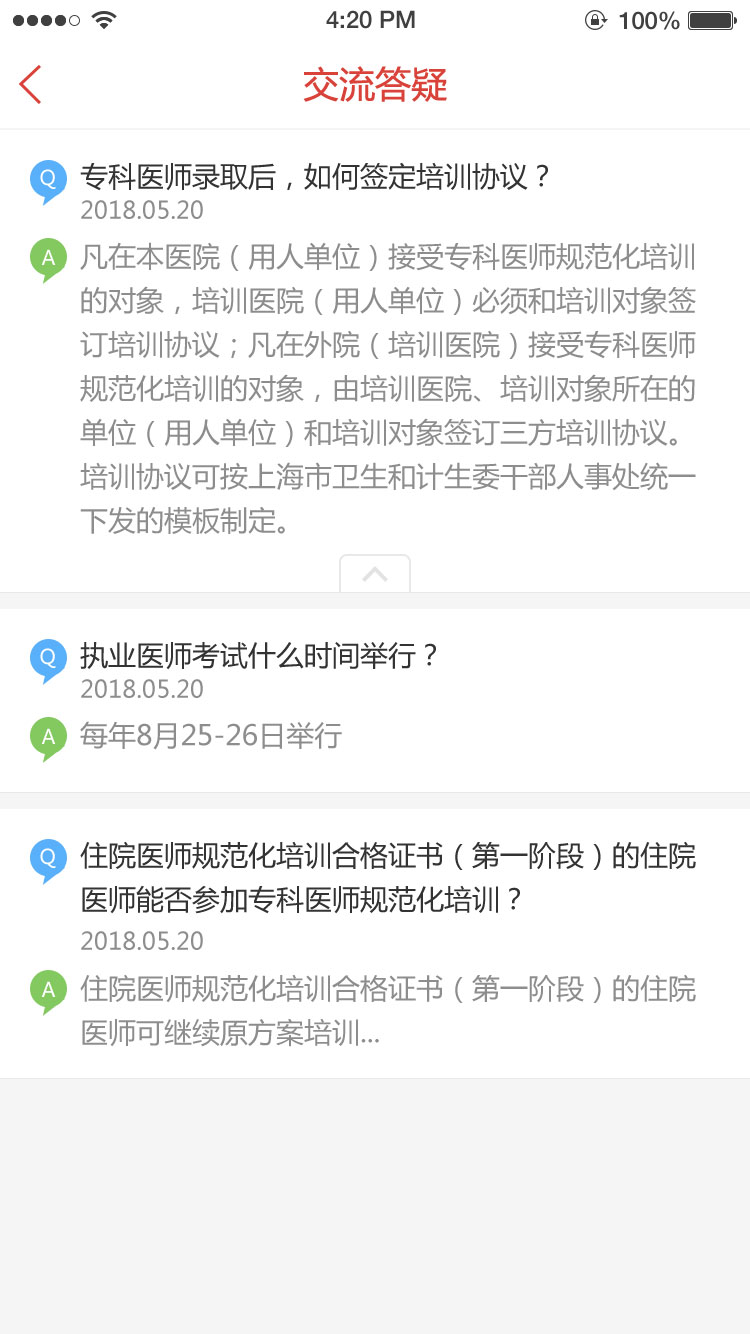 4:20 PM 100%
交流答疑
Q 专科医师录取后，如何签定培训协议？
2018.05.20
A 凡在本医院（用人单位）接受专科医师规范化培训
的对象，培训医院（用人单位）必须和培训对象签
订培训协议；凡在外院（培训医院）接受专科医师
规范化培训的对象，由培训医院、培训对象所在的
单位（用人单位）和培训对象签订三方培训协议。
培训协议可按上海市卫生和计生委干部人事处统一
下发的模板制定。
Q 执业医师考试什么时间举行？
2018.05.20
A 每年8月25-26日举行
Q 住院医师规范化培训合格证书（第一阶段）的住院
医师能否参加专科医师规范化培训？
2018.05.20
A 住院医师规范化培训合格证书（第一阶段）的住院
医师可继续原方案培训...